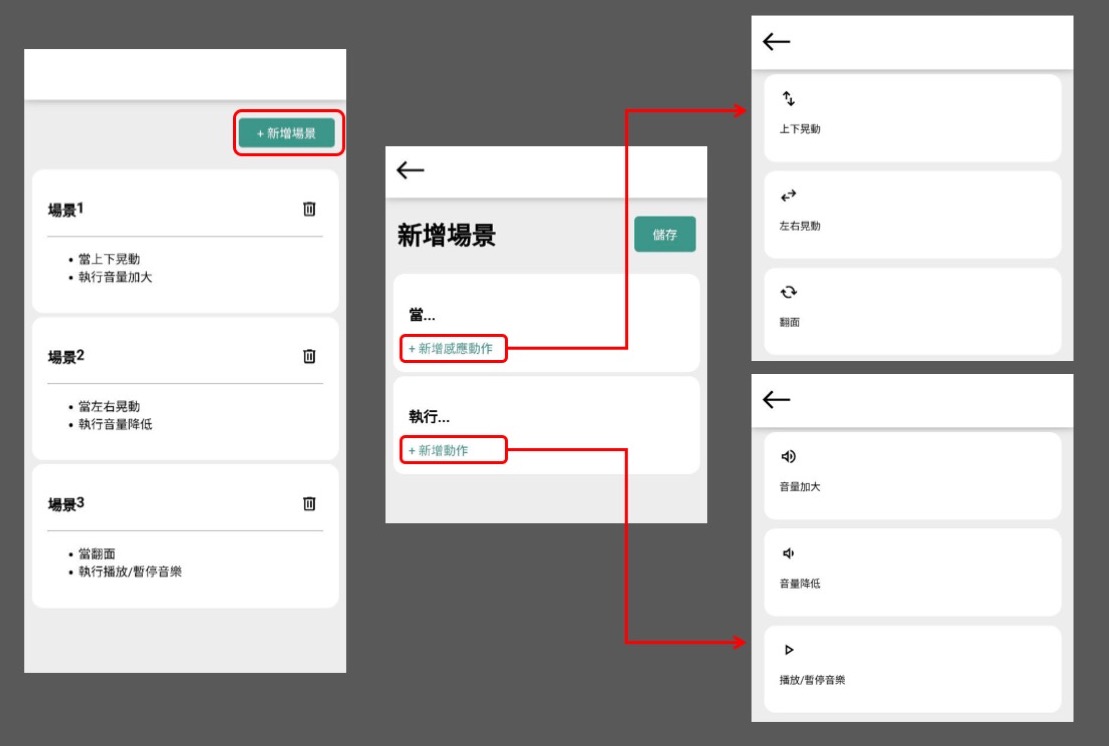 + 新增場景
場景1
• 當上下晃動
• 執行音量加大
場景2
• 當左右晃動
• 執行音量降低
場景3
• 當翻面
• 執行播放/暫停音樂
新增場景
儲存
當...
+ 新增感應動作
執行...
+ 新增動作
上下晃動
左右晃動
翻面
音量加大
音量降低
播放/暫停音樂